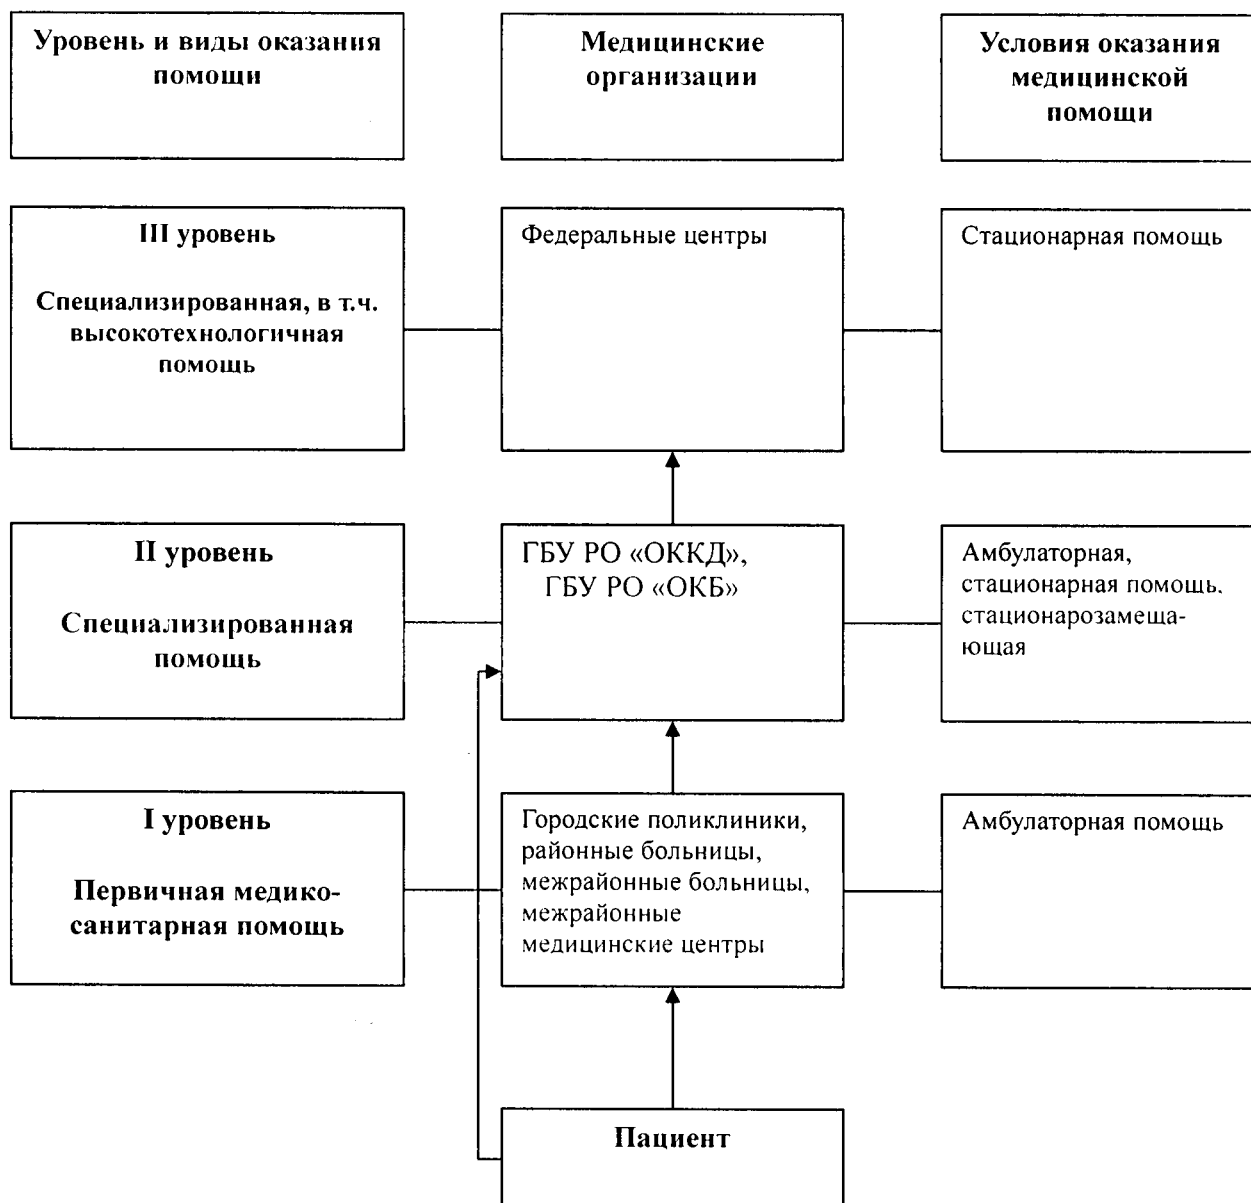 Уровень и виды оказания
помощи
Медицинские
организации
Условия оказания
медицинской
помощи
III уровень
Специализированная, в т.ч.
высокотехнологичная
помощь
Федеральные центры
Стационарная помощь
II уровень
Специализированная
помощь
ГБУ РО «ОККД»,
ГБУ РО «ОКБ»
Амбулаторная,
стационарная помощь,
стационарозамеща-
ющая
I уровень
Первичная медико-
санитарная помощь
Городские поликлиники,
районные больницы,
межрайонные больницы,
межрайонные
медицинские центры
Амбулаторная помощь
Пациент